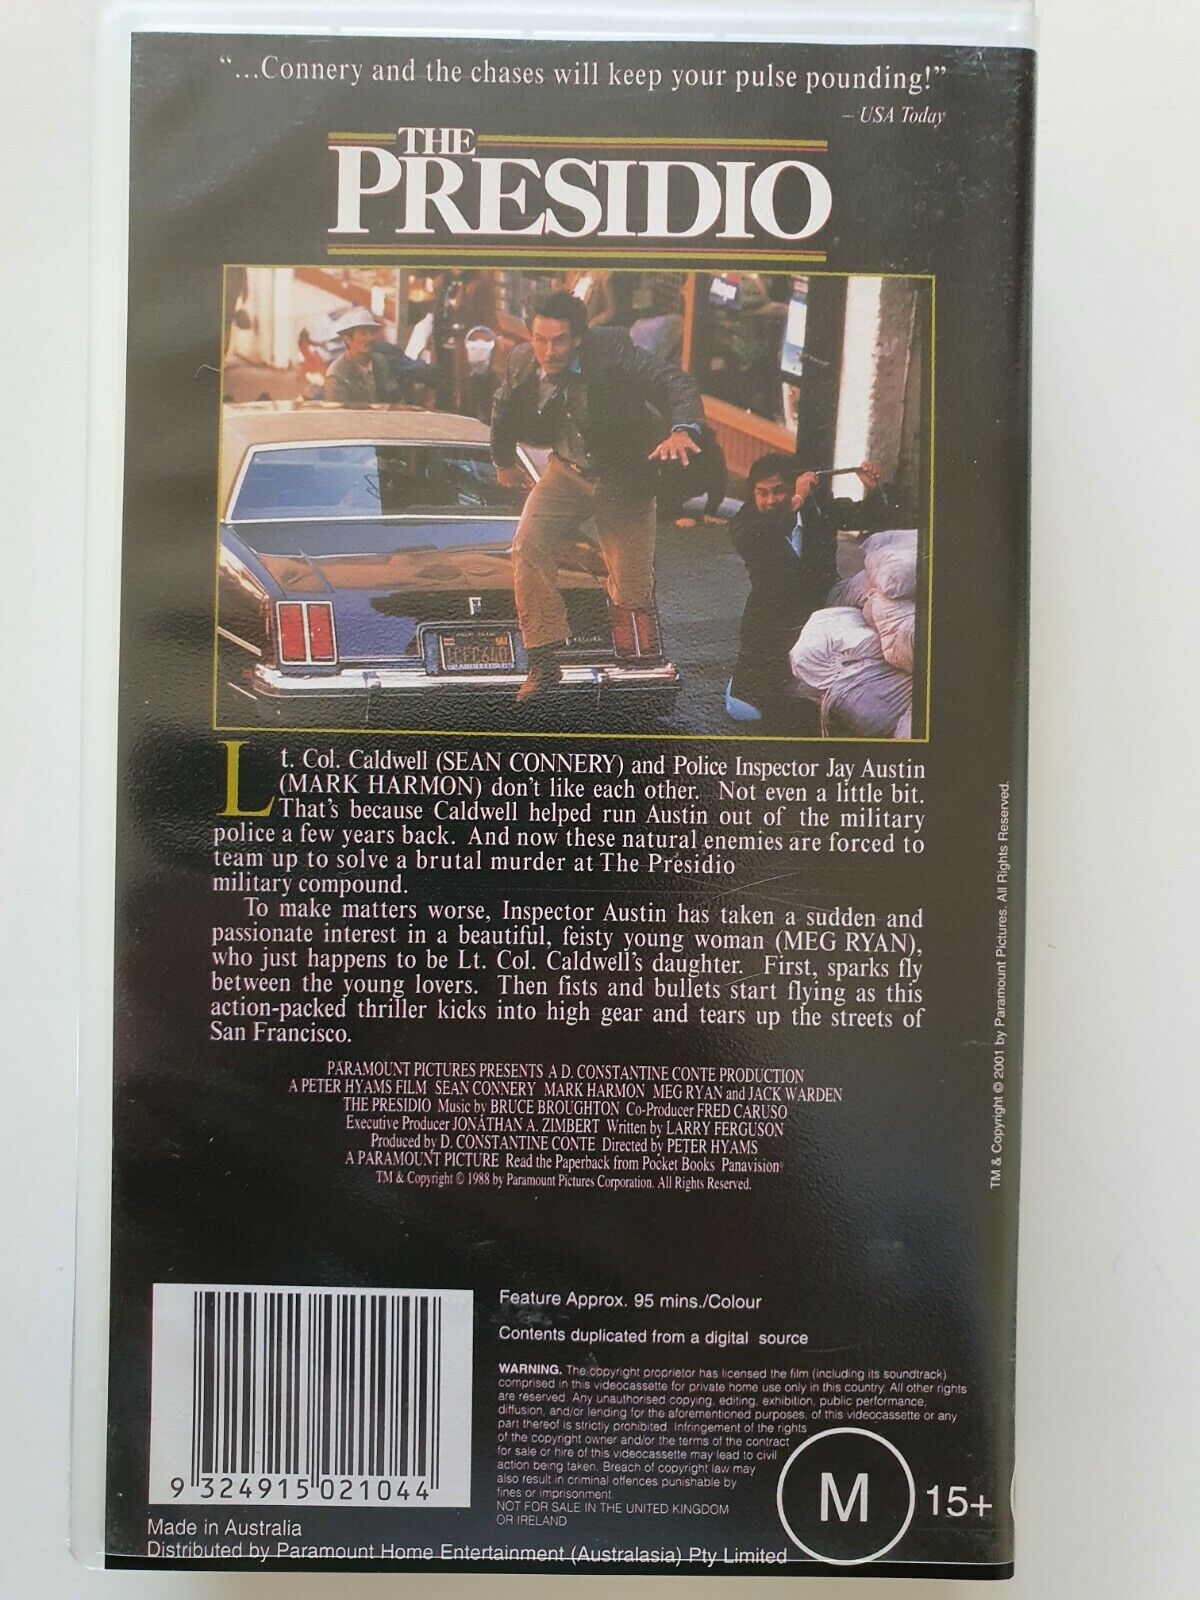 "...Connery and the chases will keep your pulse pounding!"
– USA Today
THE
PRESIDIO
Lt. Col. Caldwell (SEAN CONNERY) and Police Inspector Jay Austin
(MARK HARMON) don't like each other. Not even a little bit.
That's because Caldwell helped run Austin out of the military
police a few years back. And now these natural enemies are forced to
team up to solve a brutal murder at The Presidio
military compound.
To make matters worse, Inspector Austin has taken a sudden and
passionate interest in a beautiful, feisty young woman (MEG RYAN),
who just happens to be Lt. Col. Caldwell's daughter. First, sparks fly
between the young lovers. Then fists and bullets start flying as this
action-packed thriller kicks into high gear and tears up the streets of
San Francisco.
PARAMOUNT PICTURES PRESENTS A D. CONSTANTINE CONTE PRODUCTION
A PETER HYAMS FILM SEAN CONNERY MARK HARMON MEG RYAN and JACK WARDEN
THE PRESIDIO Music by BRUCE BROUGHTON Co-Producer FRED CARUSO
Executive Producer JONATHAN A. ZIMBERT Written by LARRY FERGUSON
Produced by D. CONSTANTINE CONTE Directed by PETER HYAMS
A PARAMOUNT PICTURE Read the Paperback from Pocket Books Panavision®
TM & Copyright © 1988 by Paramount Pictures Corporation. All Rights Reserved.
TM & Copyright © 2001 by Paramount Pictures. All Rights Reserved.
Feature Approx. 95 mins./Colour
Contents duplicated from a digital source
WARNING. The copyright proprietor has licensed the film (including its soundtrack)
comprised in this videocassette for private home use only in this country. All other rights
are reserved. Any unauthorised copying, editing, exhibition, public performance,
diffusion, and/or lending for the aforementioned purposes, of this videocassette or any
part thereof is strictly prohibited. Infringement of the rights
of the copyright owner and/or the terms of the contract
for sale or hire of this videocassette may lead to civil
action being taken. Breach of copyright law may
also result in criminal offences punishable by
fines or imprisonment.
NOT FOR SALE IN THE UNITED KINGDOM
OR IRELAND
M 15+
9 324915 021044
Made in Australia
Distributed by Paramount Home Entertainment (Australasia) Pty Limited